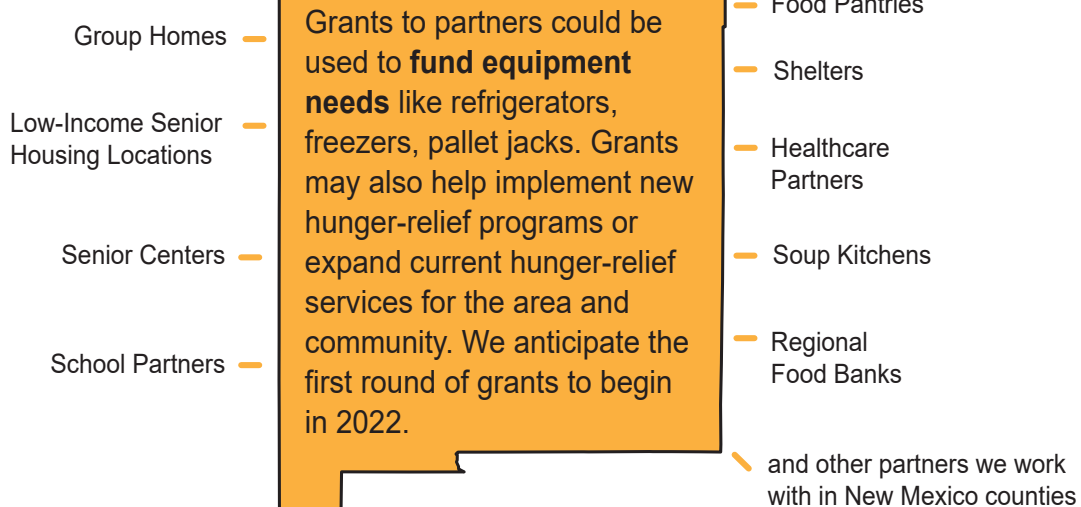 Group Homes
Low-Income Senior
Housing Locations
Senior Centers
School Partners
Grants to partners could be
used to fund equipment
needs like refrigerators,
freezers, pallet jacks. Grants
may also help implement new
hunger-relief programs or
expand current hunger-relief
services for the area and
community. We anticipate the
first round of grants to begin
in 2022.
Food Pantries
Shelters
Healthcare
Partners
Soup Kitchens
Regional
Food Banks
and other partners we work
with in New Mexico counties